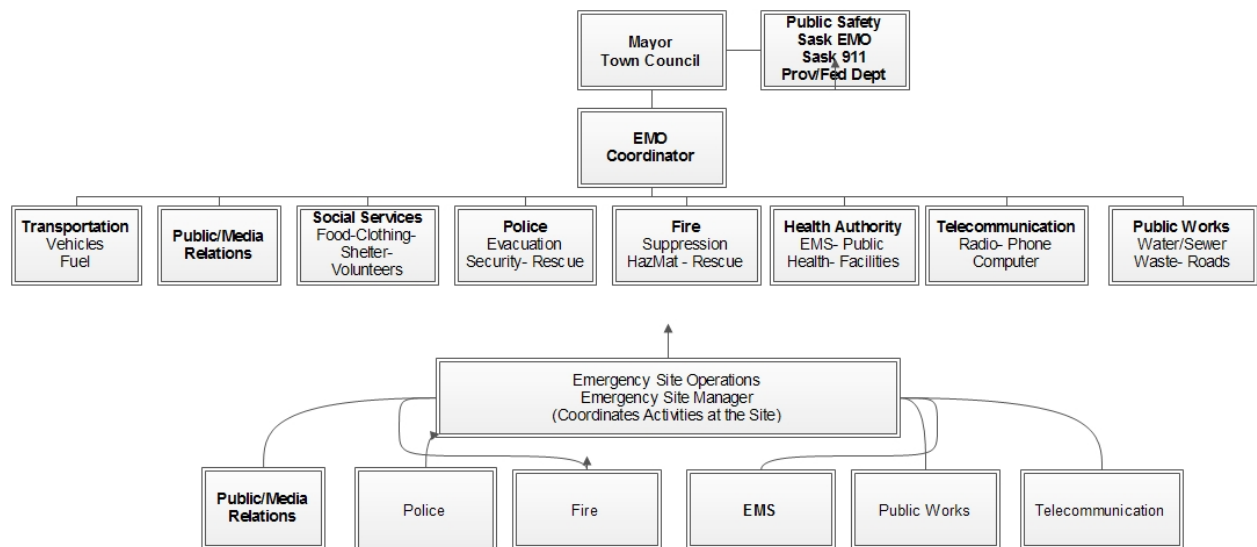 Mayor
Town Council
Public Safety
Sask EMO
Sask 911
Prov/Fed Dept
EMO
Coordinator
Transportation
Vehicles
Fuel
Public/Media
Relations
Social Services
Food-Clothing-
Shelter-
Volunteers
Police
Evacuation
Security- Rescue
Fire
Suppression
HazMat - Rescue
Health Authority
EMS- Public
Health- Facilities
Telecommunication
Radio- Phone
Computer
Public Works
Water/Sewer
Waste- Roads
Emergency Site Operations
Emergency Site Manager
(Coordinates Activities at the Site)
Public/Media
Relations
Police
Fire
EMS
Public Works
Telecommunication